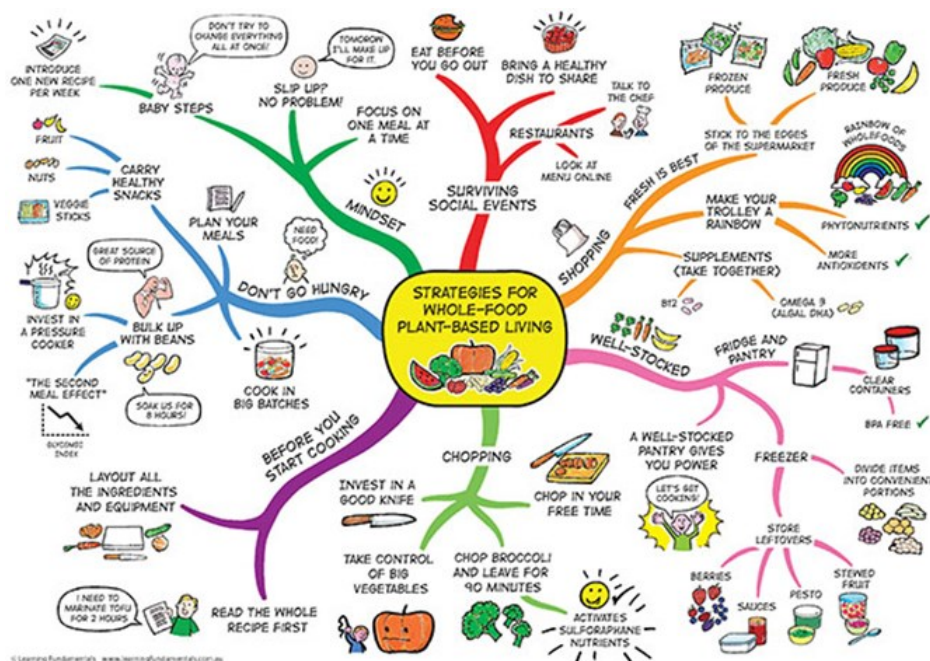 STRATEGIES FOR
WHOLE-FOOD
PLANT-BASED LIVING
MINDSET
BABY STEPS
DON'T TRY TO
CHANGE EVERYTHING
ALL AT ONCE!
INTRODUCE
ONE NEW RECIPE
PER WEEK
SLIP UP?
NO PROBLEM!
TOMOROW
I'LL MAKE UP
FOR IT.
FOCUS ON
ONE MEAL AT
A TIME
SURVIVING
SOCIAL EVENTS
EAT BEFORE
YOU GO OUT
BRING A HEALTHY
DISH TO SHARE
RESTAURANTS
TALK TO
THE CHEF
LOOK AT
MENU ONLINE
SHOPPING
FRESH IS BEST
STICK TO THE EDGES
OF THE SUPERMARKET
FROZEN
PRODUCE
FRESH
PRODUCE
MAKE YOUR
TROLLEY A
RAINBOW
RAINBOW OF
WHOLEFOODS
PHYTONUTRIENTS
MORE
ANTIOXIDENTS
SUPPLEMENTS
(TAKE TOGETHER)
B12
OMEGA 3
(ALGAL DHA)
WELL-STOCKED
FRIDGE AND
PANTRY
CLEAR
CONTAINERS
BPA FREE
A WELL-STOCKED
PANTRY GIVES
YOU POWER
LET'S GET
COOKING!
FREEZER
DIVIDE ITEMS
INTO CONVENIENT
PORTIONS
STORE
LEFTOVERS
BERRIES
SAUCES
PESTO
STEWED
FRUIT
CHOPPING
INVEST IN A
GOOD KNIFE
CHOP IN YOUR
FREE TIME
TAKE CONTROL
OF BIG
VEGETABLES
CHOP BROCCOLI
AND LEAVE FOR
90 MINUTES
ACTIVATES
SULFORAPHANE
NUTRIENTS
BEFORE YOU
START COOKING
LAYOUT ALL
THE INGREDIENTS
AND EQUIPMENT
READ THE WHOLE
RECIPE FIRST
I NEED TO
MARINATE TOFU
FOR 2 HOURS
DON'T GO HUNGRY
NEED
FOOD!
CARRY
HEALTHY
SNACKS
FRUIT
NUTS
VEGGIE
STICKS
PLAN YOUR
MEALS
BULK UP
WITH BEANS
GREAT SOURCE
OF PROTEIN
INVEST IN
A PRESSURE
COOKER
"THE SECOND
MEAL EFFECT"
GLYCEMIC
INDEX
SOAK US FOR
8 HOURS!
COOK IN
BIG BATCHES
© Learning Fundamentals www.learningfundamentals.com.au